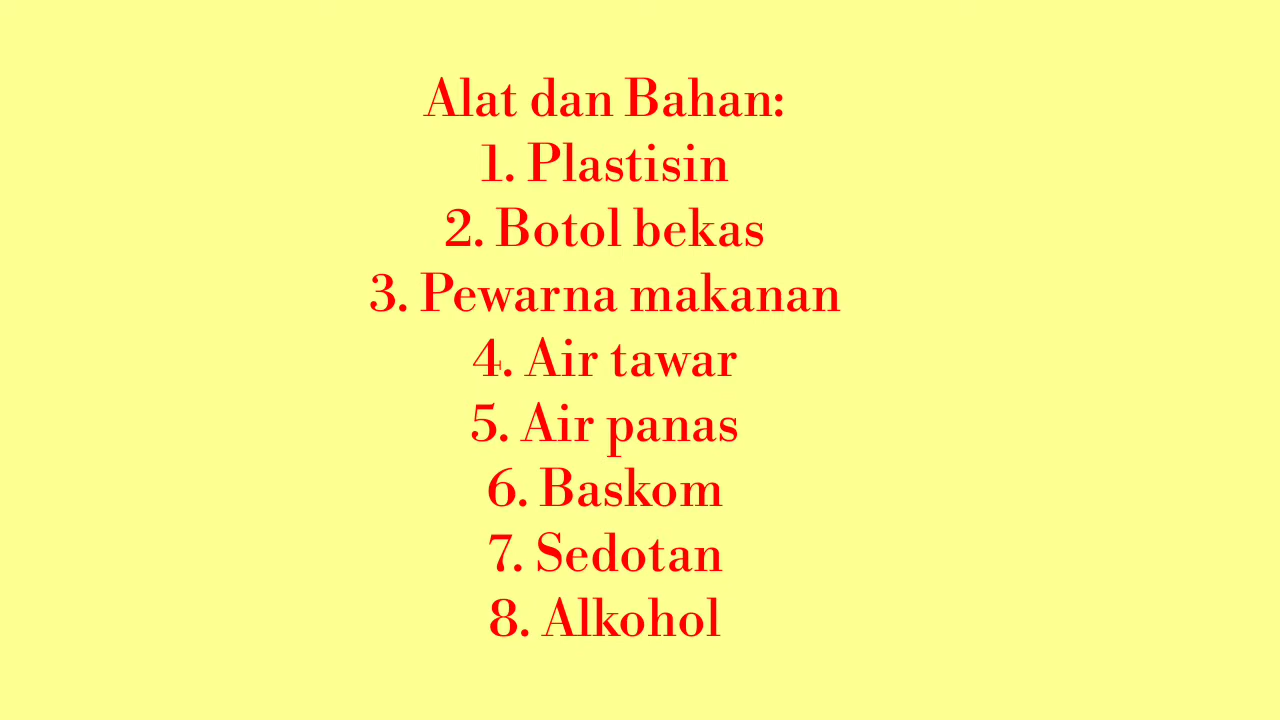 Alat dan Bahan:
1. Plastisin
2. Botol bekas
3. Pewarna makanan
4. Air tawar
5. Air panas
6. Baskom
7. Sedotan
8. Alkohol